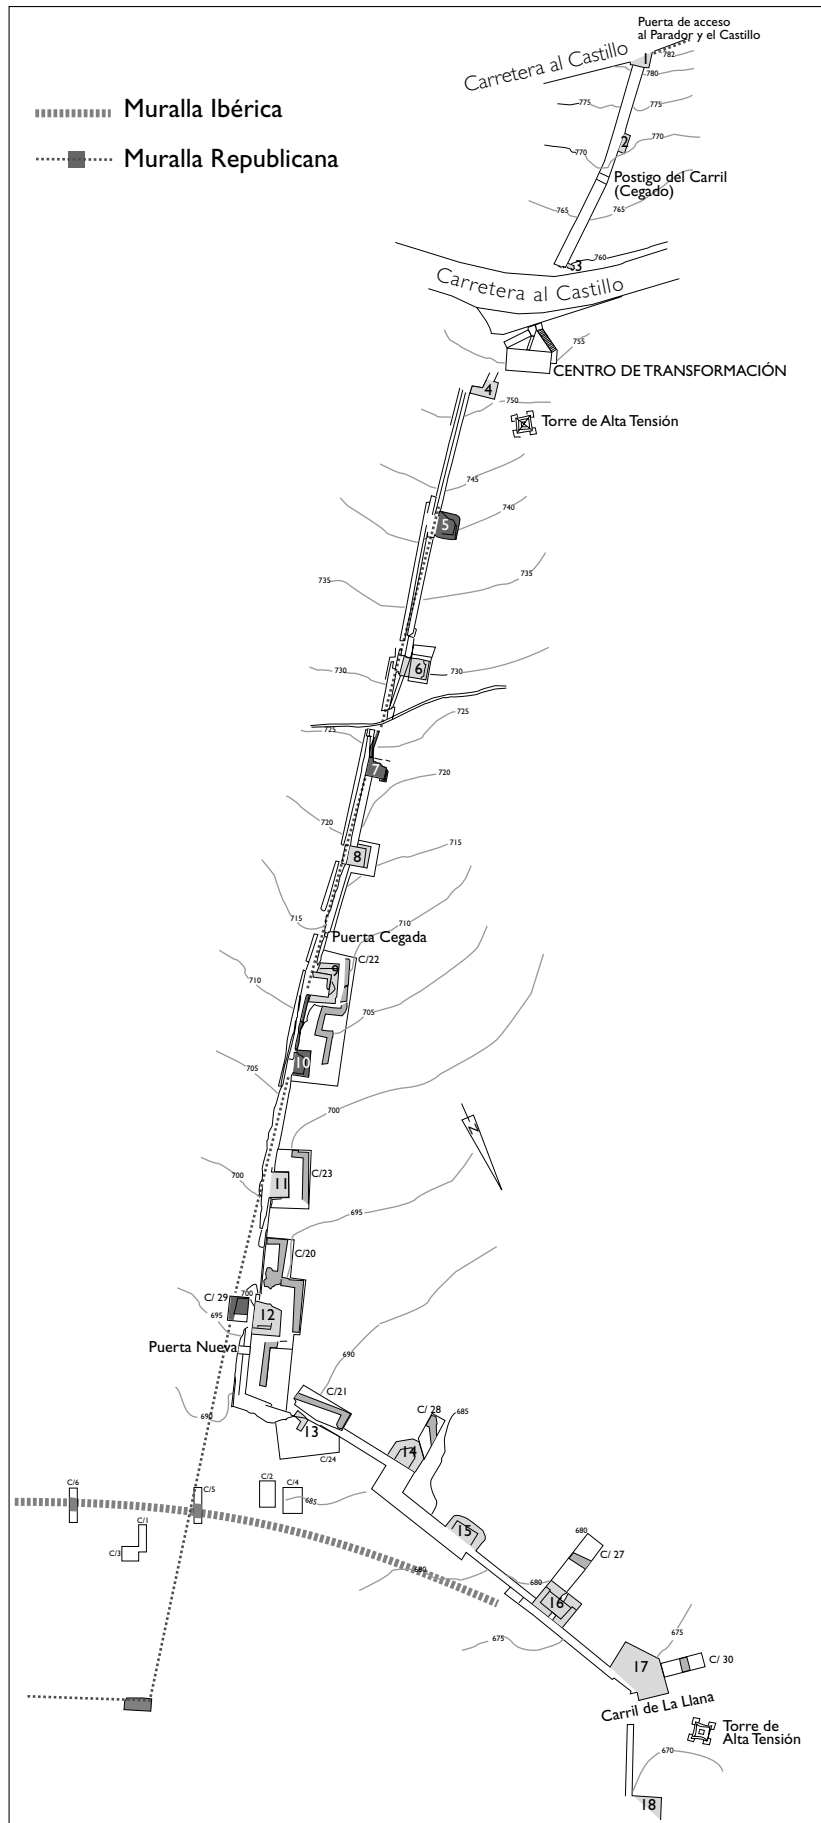 Puerta de acceso
al Parador y el Castillo
Carretera al Castillo
1
782
780
775
775
Muralla Ibérica
Muralla Republicana
2
770
770
Postigo del Carril
(Cegado)
765
765
3
760
Carretera al Castillo
755
CENTRO DE TRANSFORMACIÓN
4
750
Torre de Alta Tensión
745
740
5
735
735
6
730
730
725
725
7
720
720
715
8
715
710
Puerta Cegada
C/22
9
710
705
10
705
700
N
700
11
C/23
695
C/20
700
C/ 29
695
12
Puerta Nueva
690
690
C/21
C/ 28
685
13
14
C/24
C/6
C/5
C/2
C/4
685
C/1
C/3
15
680
680
C/ 27
680
16
675
675
17
C/ 30
Carril de La Llana
Torre de
Alta Tensión
670
18